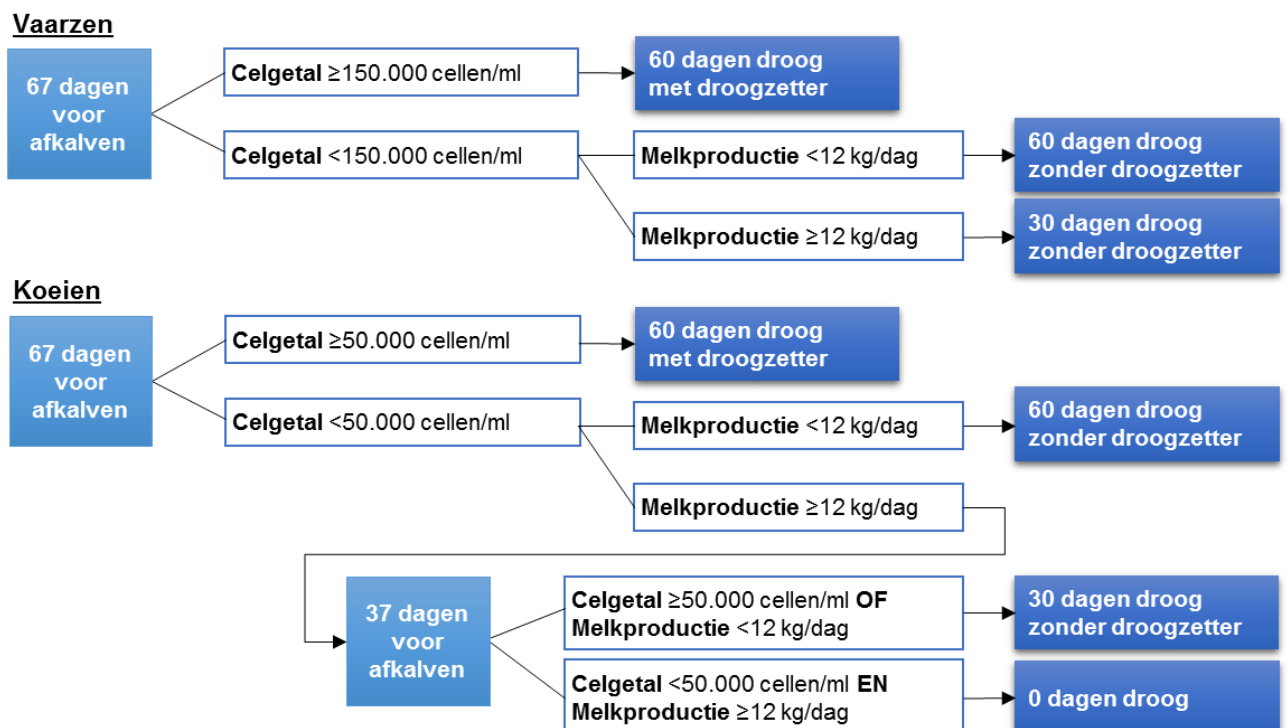 Vaarzen
67 dagen
voor
afkalven
Celgetal ≥150.000 cellen/ml
60 dagen droog
met droogzetter
Celgetal <150.000 cellen/ml
Melkproductie <12 kg/dag
60 dagen droog
zonder droogzetter
Melkproductie ≥12 kg/dag
30 dagen droog
zonder droogzetter
Koeien
67 dagen
voor
afkalven
Celgetal ≥50.000 cellen/ml
60 dagen droog
met droogzetter
Celgetal <50.000 cellen/ml
Melkproductie <12 kg/dag
60 dagen droog
zonder droogzetter
Melkproductie ≥12 kg/dag
37 dagen
voor
afkalven
Celgetal ≥50.000 cellen/ml OF
Melkproductie <12 kg/dag
30 dagen droog
zonder droogzetter
Celgetal <50.000 cellen/ml EN
Melkproductie ≥12 kg/dag
0 dagen droog